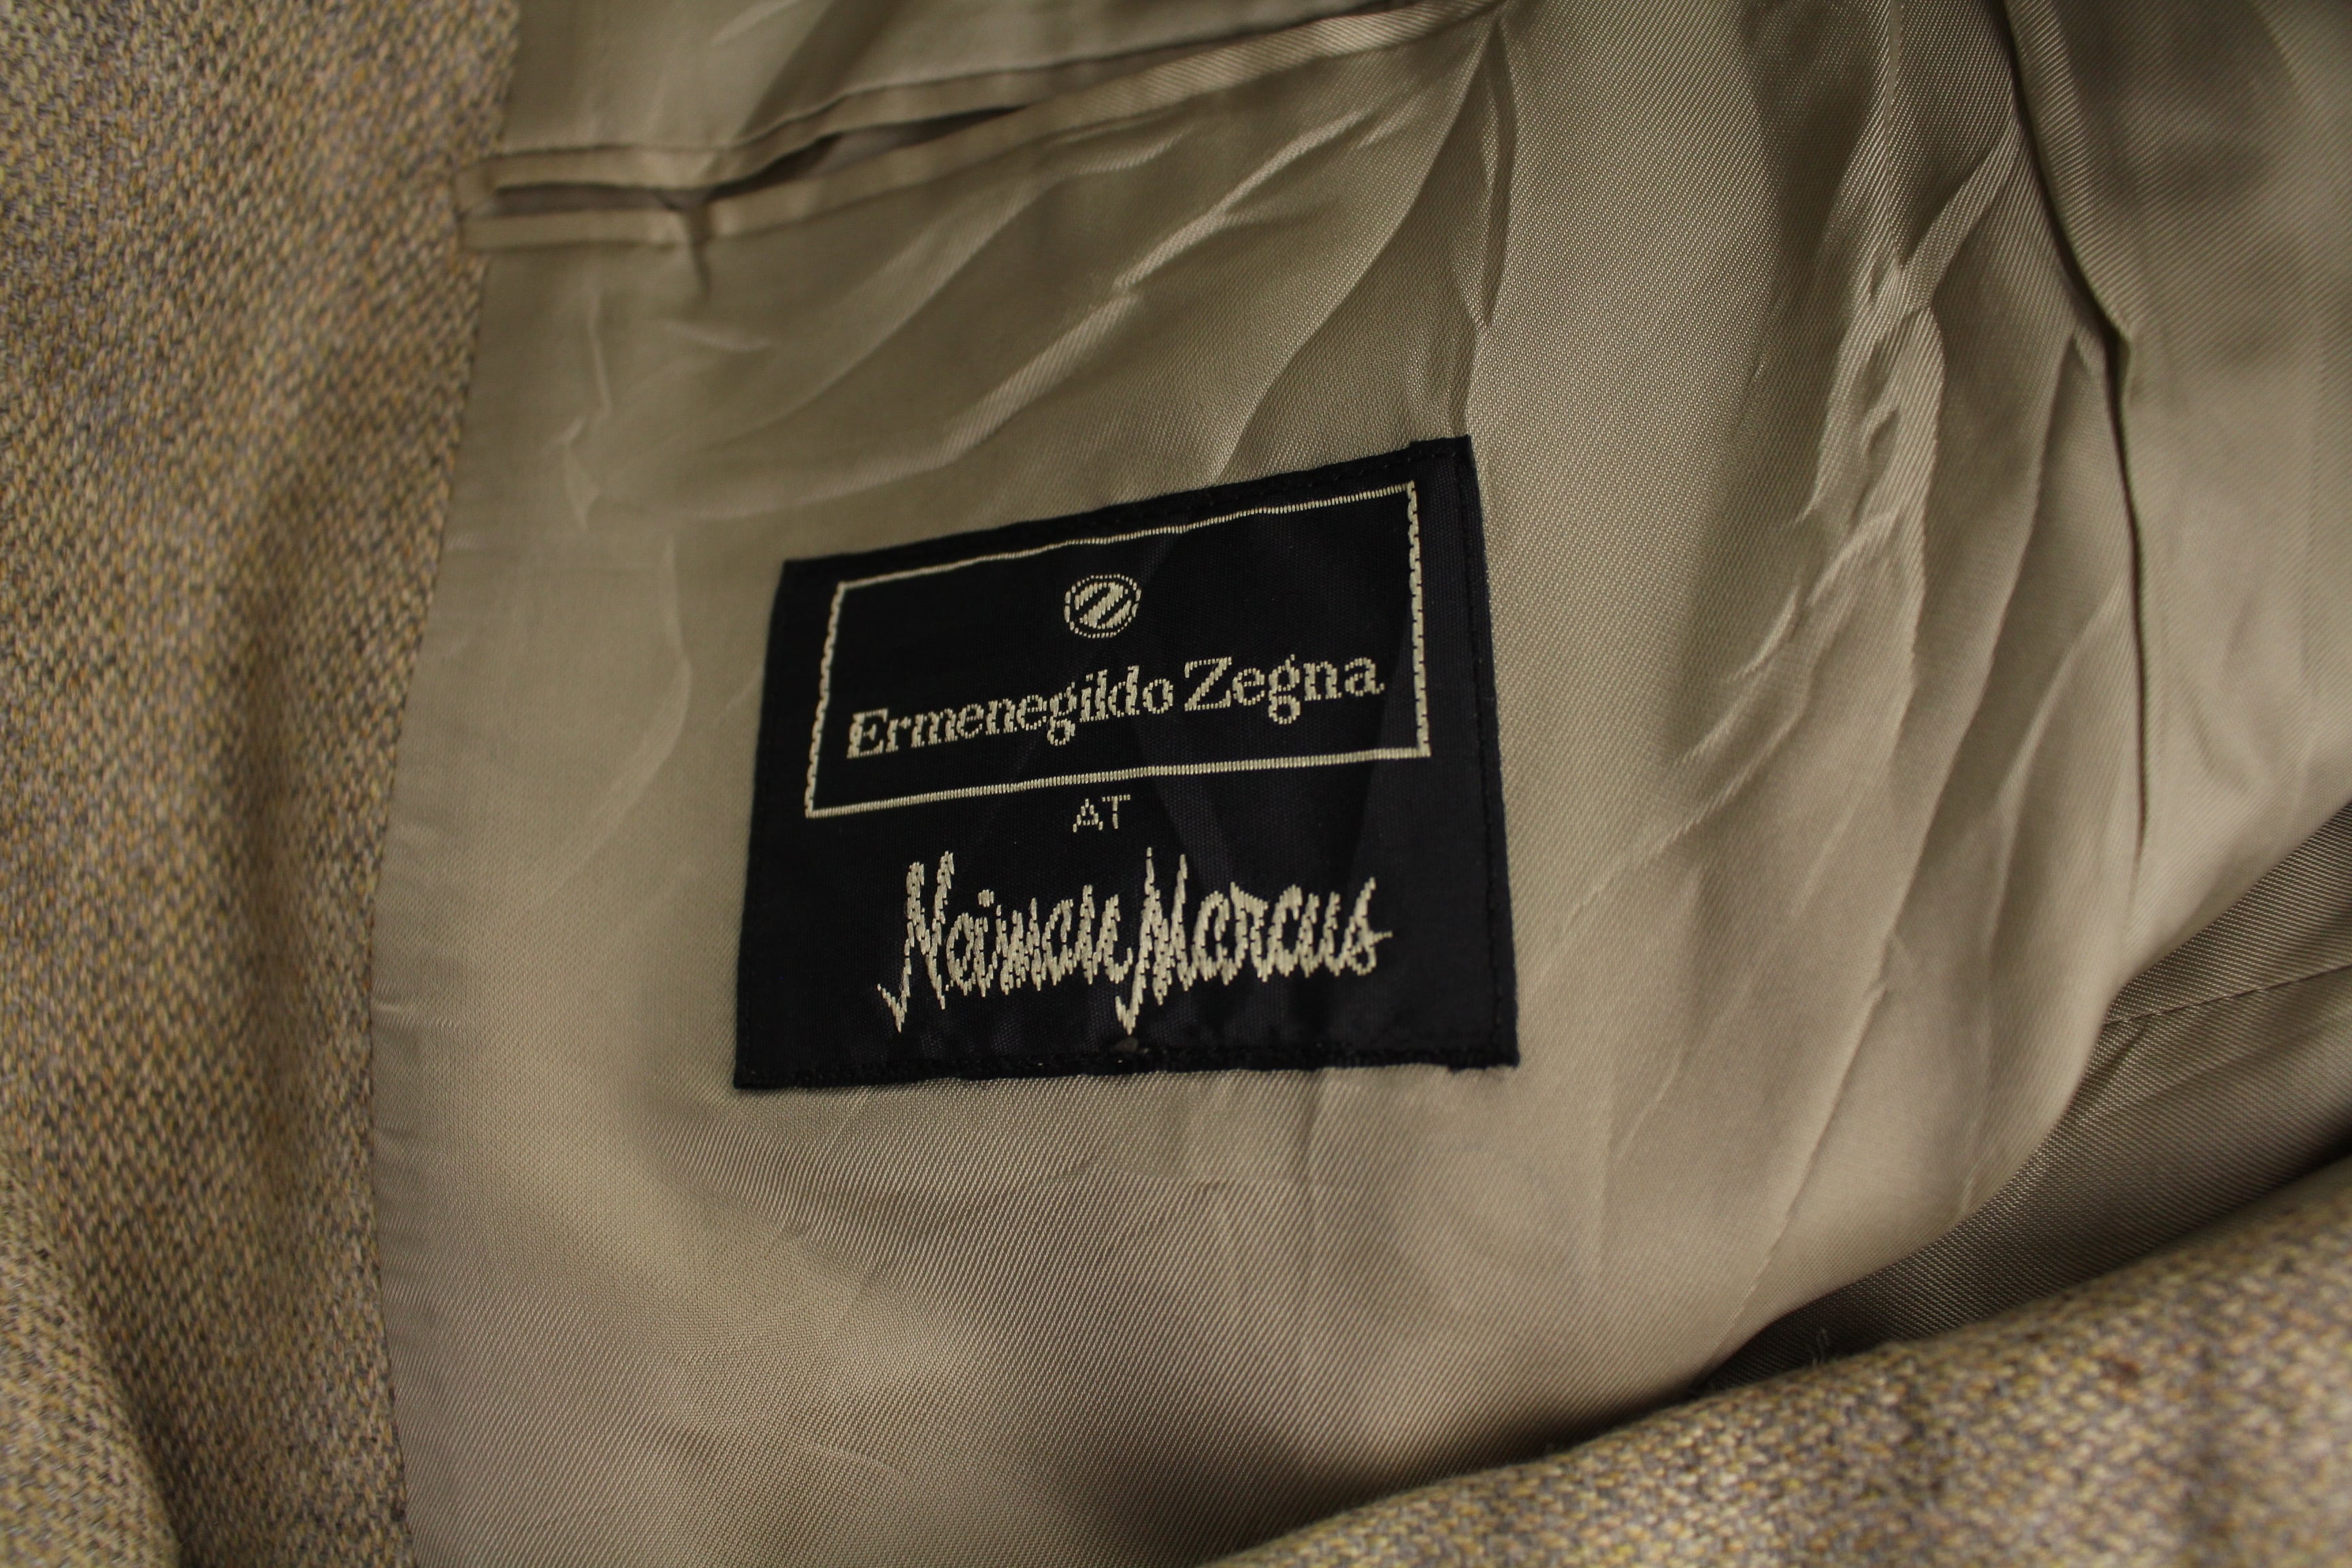 Z
Ermenegildo Zegna
AT
Neiman Marcus